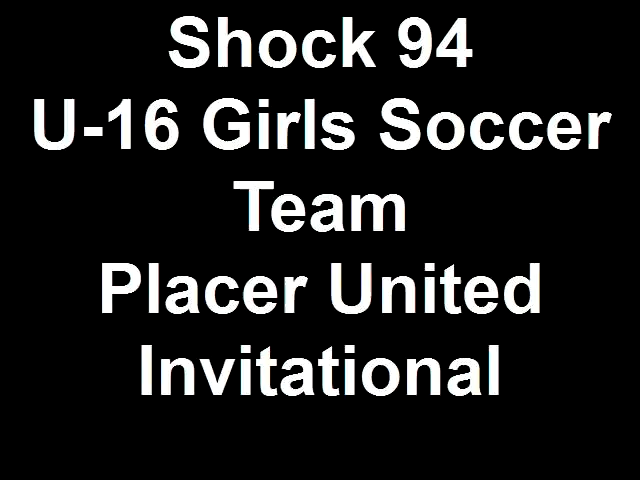 Shock 94
U-16 Girls Soccer
Team
Placer United
Invitational